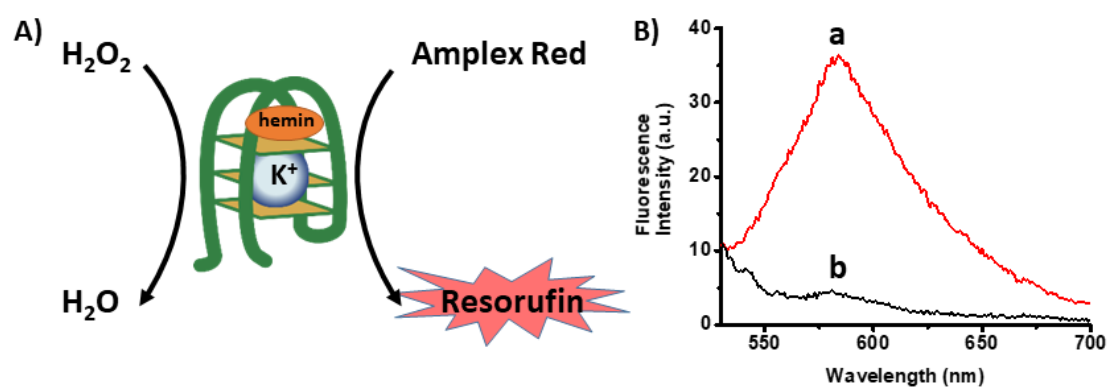 A)
H₂O₂
Amplex Red
hemin
K⁺
H₂O
Resorufin
B)
a
b
Fluorescence
Intensity (a.u.)
40
30
20
10
0
550
600
650
700
Wavelength (nm)